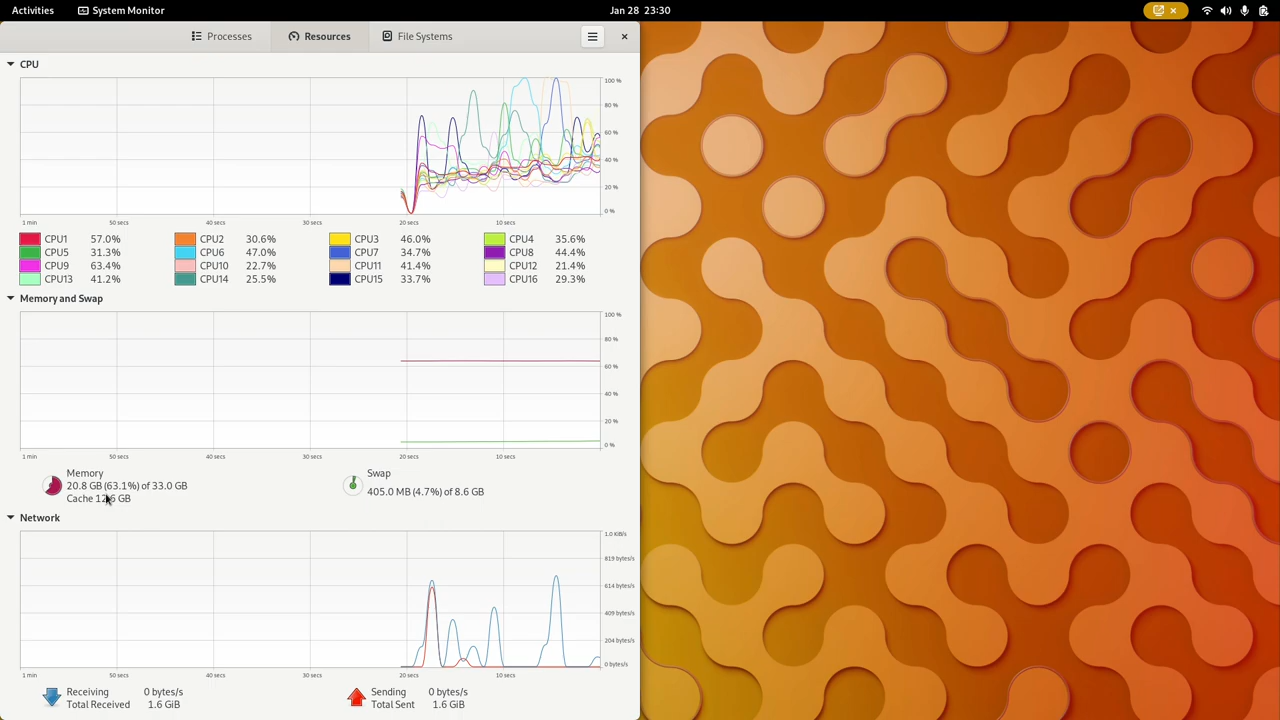 Activities System Monitor Jan 28 23:30
Processes Resources File Systems
CPU
100 %
80 %
60 %
40 %
20 %
0 %
1 min 50 secs 40 secs 30 secs 20 secs 10 secs
CPU1 57.0% CPU2 30.6% CPU3 46.0% CPU4 35.6%
CPU5 31.3% CPU6 47.0% CPU7 34.7% CPU8 44.4%
CPU9 63.4% CPU10 22.7% CPU11 41.4% CPU12 21.4%
CPU13 41.2% CPU14 25.5% CPU15 33.7% CPU16 29.3%
Memory and Swap
100 %
80 %
60 %
40 %
20 %
0 %
1 min 50 secs 40 secs 30 secs 20 secs 10 secs
Memory Swap
20.8 GB (63.1%) of 33.0 GB 405.0 MB (4.7%) of 8.6 GB
Cache GB
Network
1.0 KiB/s
819 bytes/s
614 bytes/s
409 bytes/s
204 bytes/s
0 bytes/s
1 min 50 secs 40 secs 30 secs 20 secs 10 secs
Receiving 0 bytes/s Sending 0 bytes/s
Total Received 1.6 GiB Total Sent 1.6 GiB